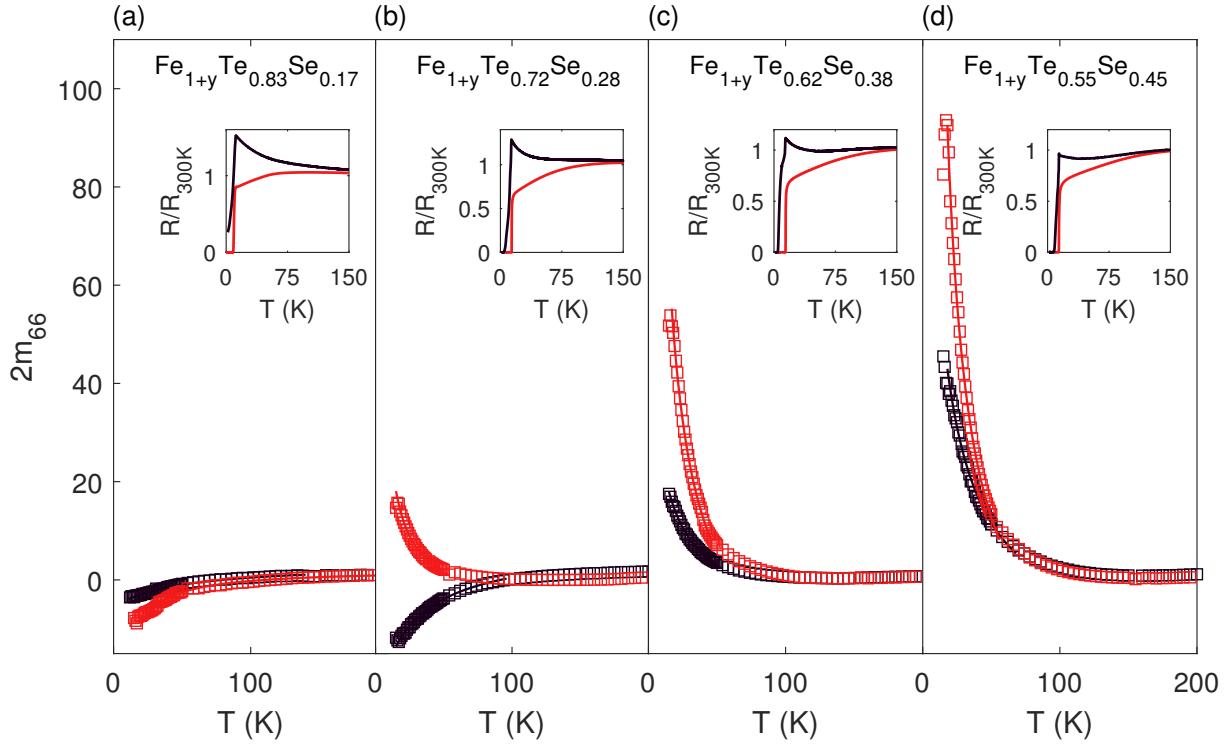 (a) (b) (c) (d)
Fe1+yTe0.83Se0.17 Fe1+yTe0.72Se0.28 Fe1+yTe0.62Se0.38 Fe1+yTe0.55Se0.45
2m66
100
80
60
40
20
0
R/R300K
1
0
0 75 150
T (K)
R/R300K
1
0.5
0
0 75 150
T (K)
R/R300K
1
0.5
0
0 75 150
T (K)
R/R300K
1
0.5
0
0 75 150
T (K)
0 100 0 100 0 100 0 100 200
T (K) T (K) T (K) T (K)